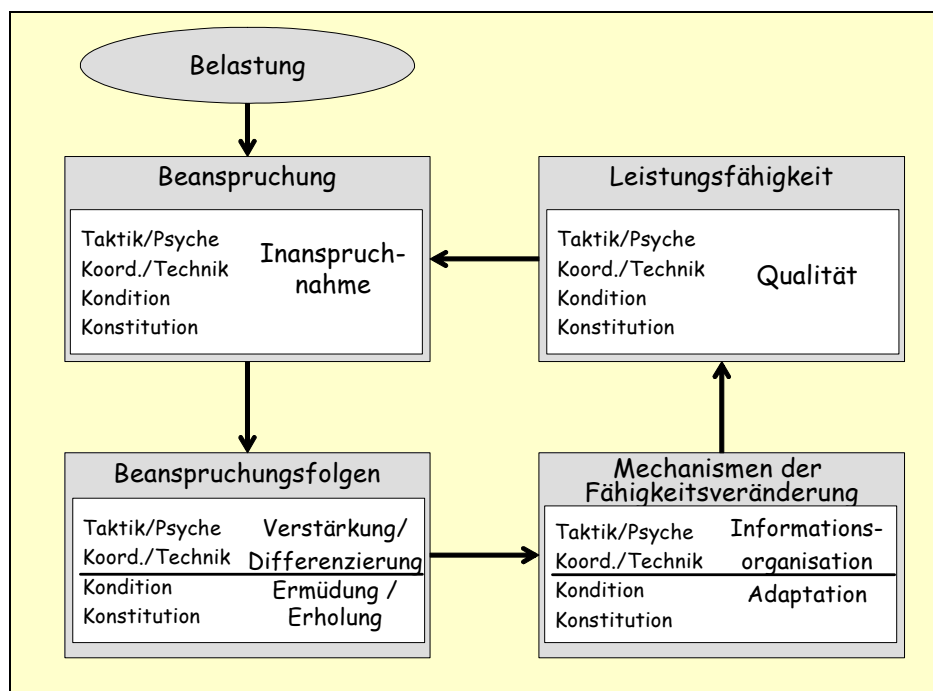 Belastung
Beanspruchung
Taktik/Psyche
Koord./Technik
Kondition
Konstitution
Inanspruch-
nahme
Leistungsfähigkeit
Taktik/Psyche
Koord./Technik
Kondition
Konstitution
Qualität
Beanspruchungsfolgen
Taktik/Psyche
Koord./Technik
Verstärkung/
Differenzierung
Kondition
Konstitution
Ermüdung /
Erholung
Mechanismen der
Fähigkeitsveränderung
Taktik/Psyche
Koord./Technik
Informations-
organisation
Kondition
Konstitution
Adaptation